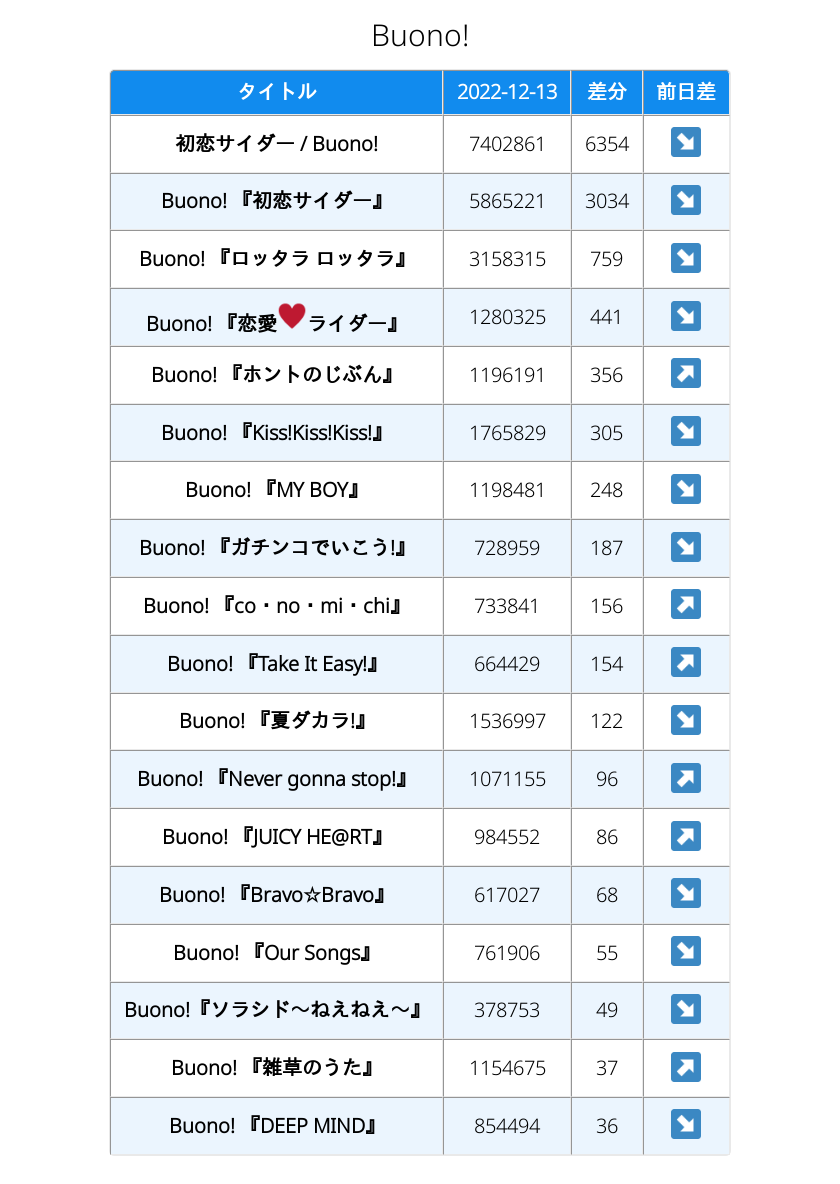 Buono!
タイトル 2022-12-13 差分 前日差
初恋サイダー / Buono! 7402861 6354 ↘
Buono! 『初恋サイダー』 5865221 3034 ↘
Buono! 『ロッタラ ロッタラ』 3158315 759 ↘
Buono! 『恋愛♥ライダー』 1280325 441 ↘
Buono! 『ホントのじぶん』 1196191 356 ↗
Buono! 『Kiss!Kiss!Kiss!』 1765829 305 ↘
Buono! 『MY BOY』 1198481 248 ↘
Buono! 『ガチンコでいこう!』 728959 187 ↘
Buono! 『co・no・mi・chi』 733841 156 ↗
Buono! 『Take It Easy!』 664429 154 ↗
Buono! 『夏ダカラ!』 1536997 122 ↘
Buono! 『Never gonna stop!』 1071155 96 ↗
Buono! 『JUICY HE@RT』 984552 86 ↗
Buono! 『Bravo☆Bravo』 617027 68 ↘
Buono! 『Our Songs』 761906 55 ↘
Buono!『ソラシド～ねえねえ～』 378753 49 ↘
Buono! 『雑草のうた』 1154675 37 ↗
Buono! 『DEEP MIND』 854494 36 ↘